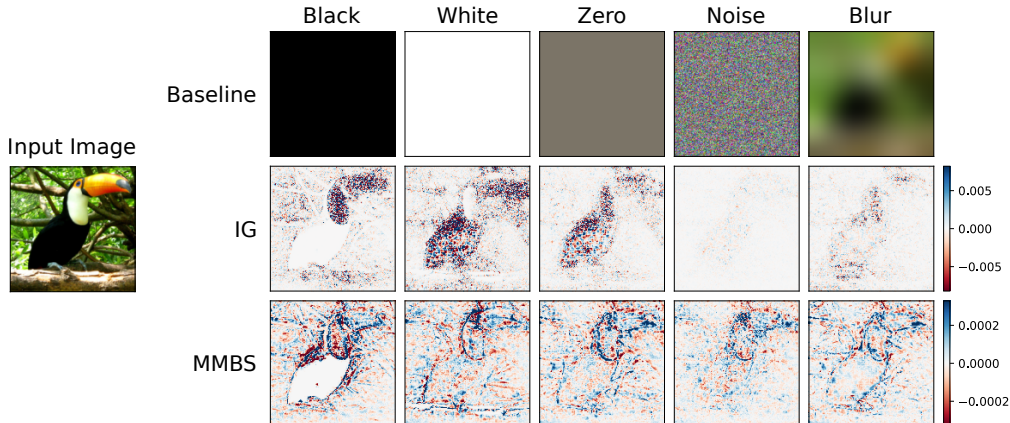 Black White Zero Noise Blur
Baseline
Input Image
IG
0.005
0.000
−0.005
MMBS
0.0002
0.0000
−0.0002